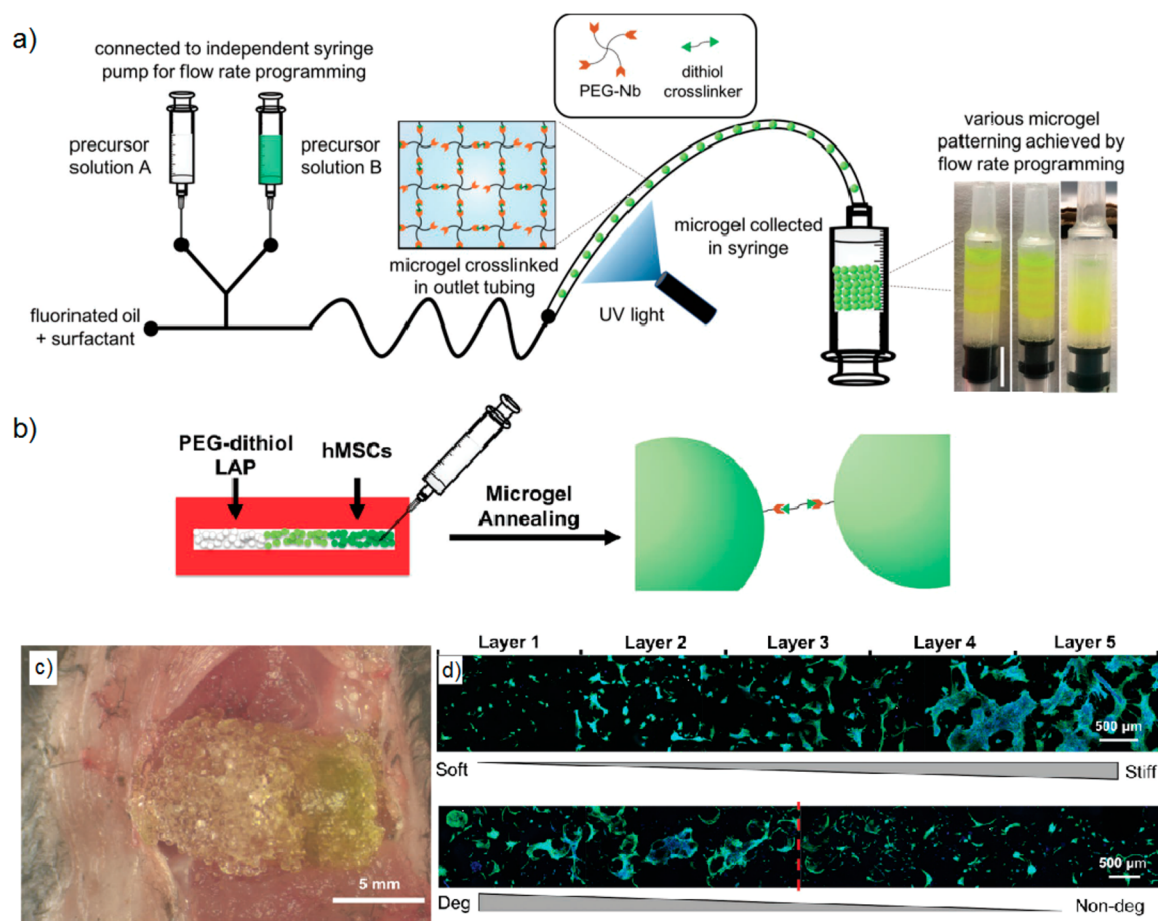 a)
connected to independent syringe
pump for flow rate programming
precursor
solution A
precursor
solution B
fluorinated oil
+ surfactant
PEG-Nb
dithiol
crosslinker
microgel crosslinked
in outlet tubing
UV light
microgel collected
in syringe
various microgel
patterning achieved by
flow rate programming
b)
PEG-dithiol
LAP
hMSCs
Microgel
Annealing
c)
5 mm
d)
Layer 1
Layer 2
Layer 3
Layer 4
Layer 5
500 µm
Soft
Stiff
500 µm
Deg
Non-deg